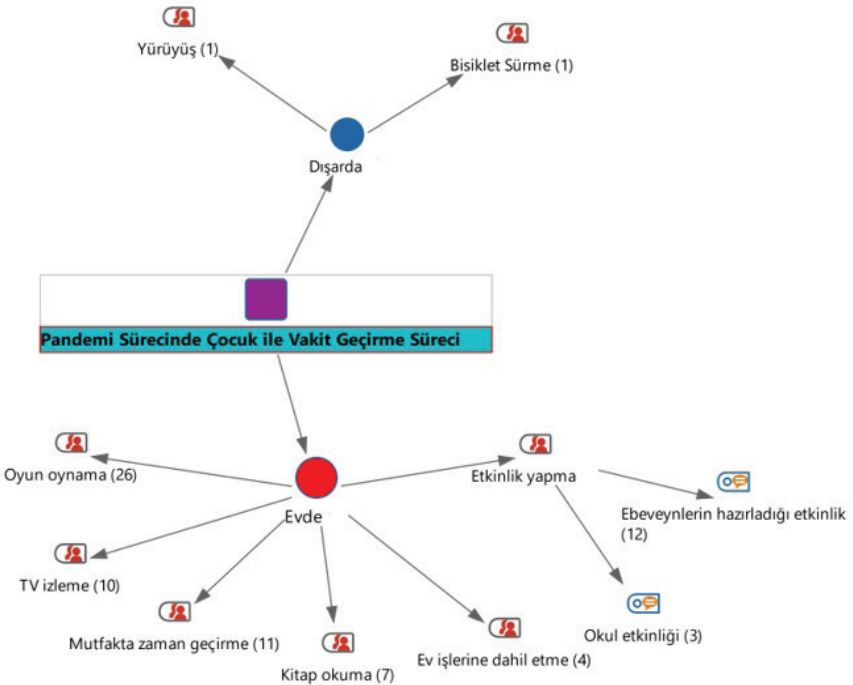 Yürüyüş (1)
Bisiklet Sürme (1)
Dışarda
Pandemi Sürecinde Çocuk ile Vakit Geçirme Süreci
Oyun oynama (26)
Etkinlik yapma
Evde
Ebeveynlerin hazırladığı etkinlik
(12)
TV izleme (10)
Mutfakta zaman geçirme (11)
Okul etkinliği (3)
Kitap okuma (7)
Ev işlerine dahil etme (4)